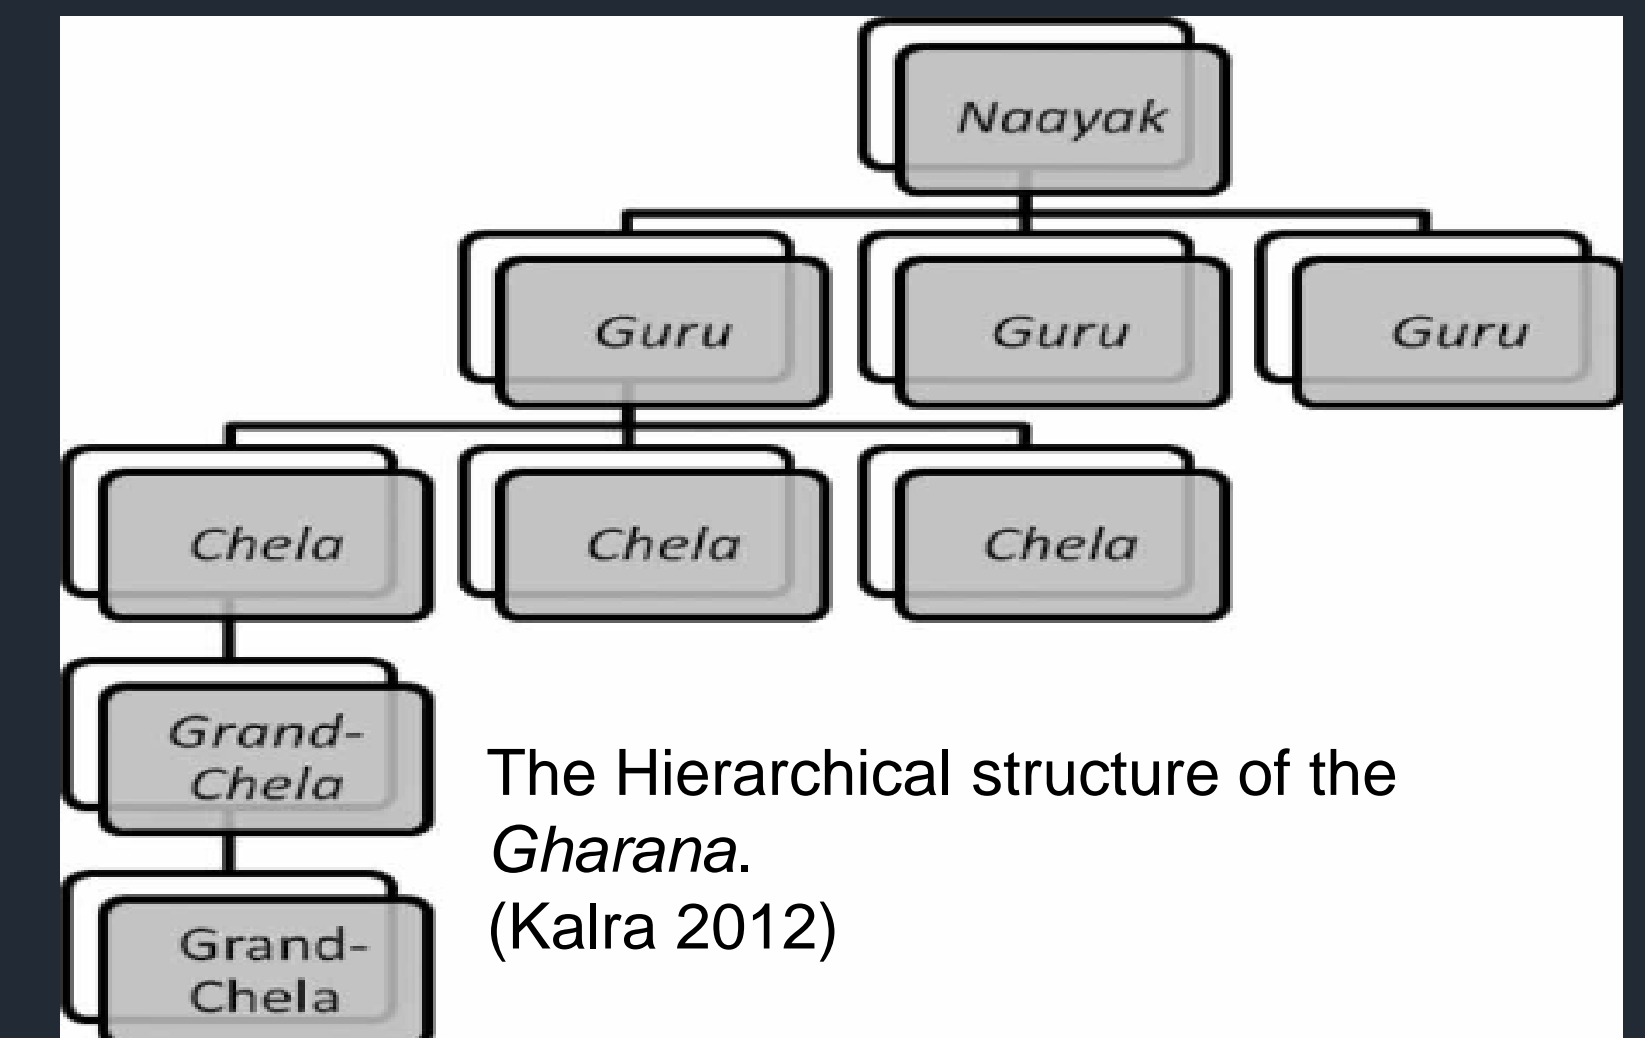 Naayak
Guru
Guru
Guru
Chela
Chela
Chela
Grand-
Chela
Grand-
Chela
The Hierarchical structure of the
Gharana.
(Kalra 2012)